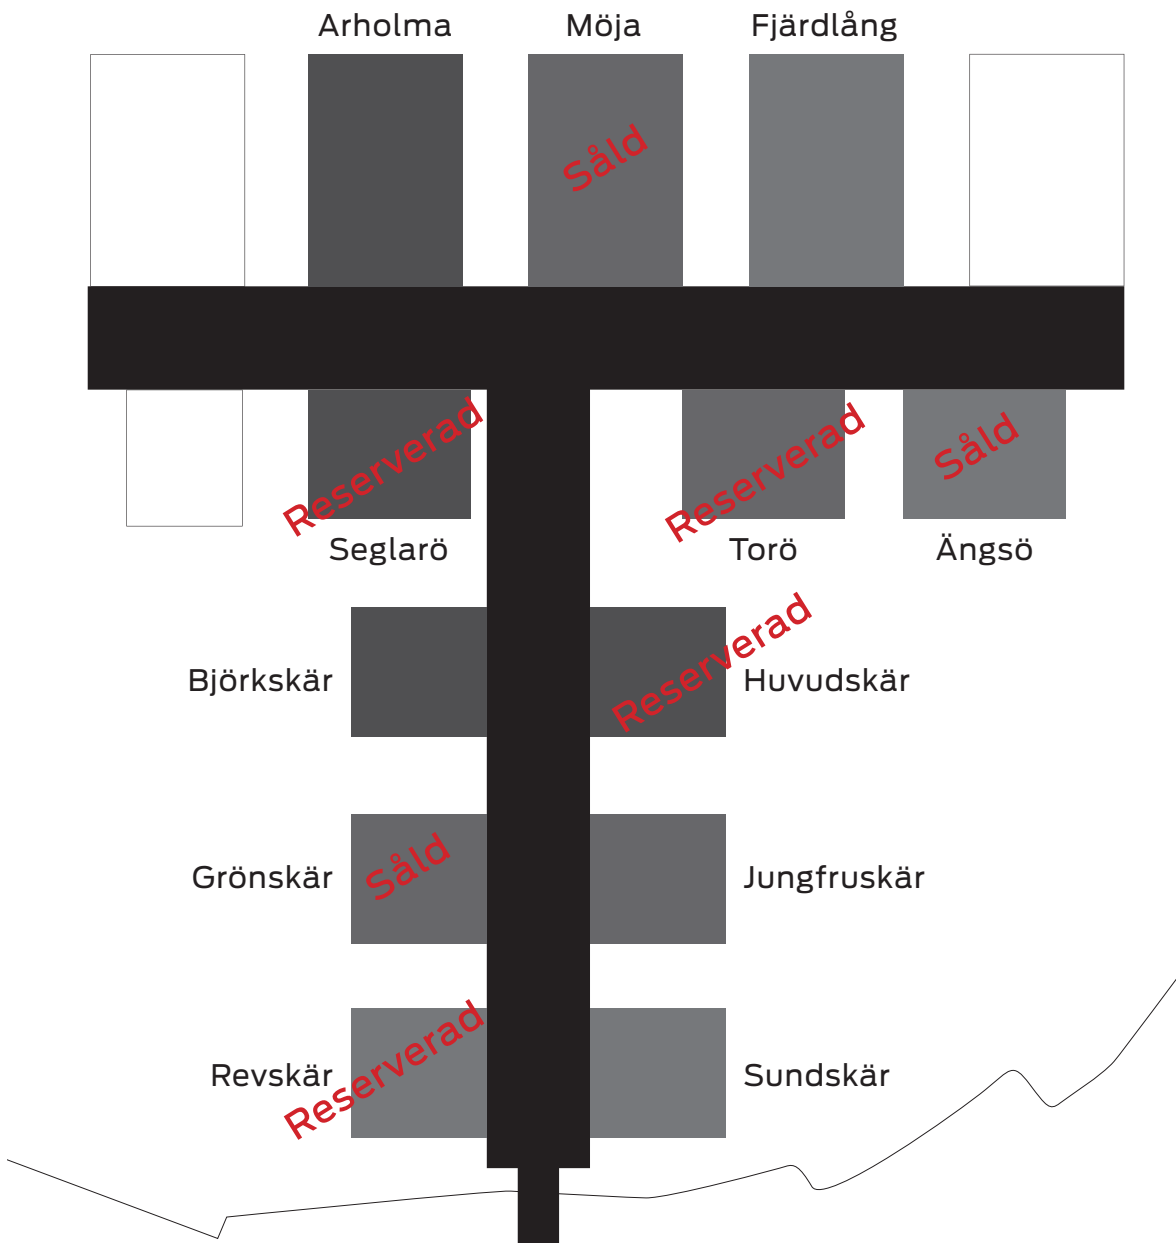 Arholma
Möja
Fjärdlång
Såld
Reserverad
Reserverad
Såld
Seglarö
Torö
Ängsö
Björkskär
Reserverad
Huvudskär
Grönskär
Såld
Jungfruskär
Revskär
Reserverad
Sundskär